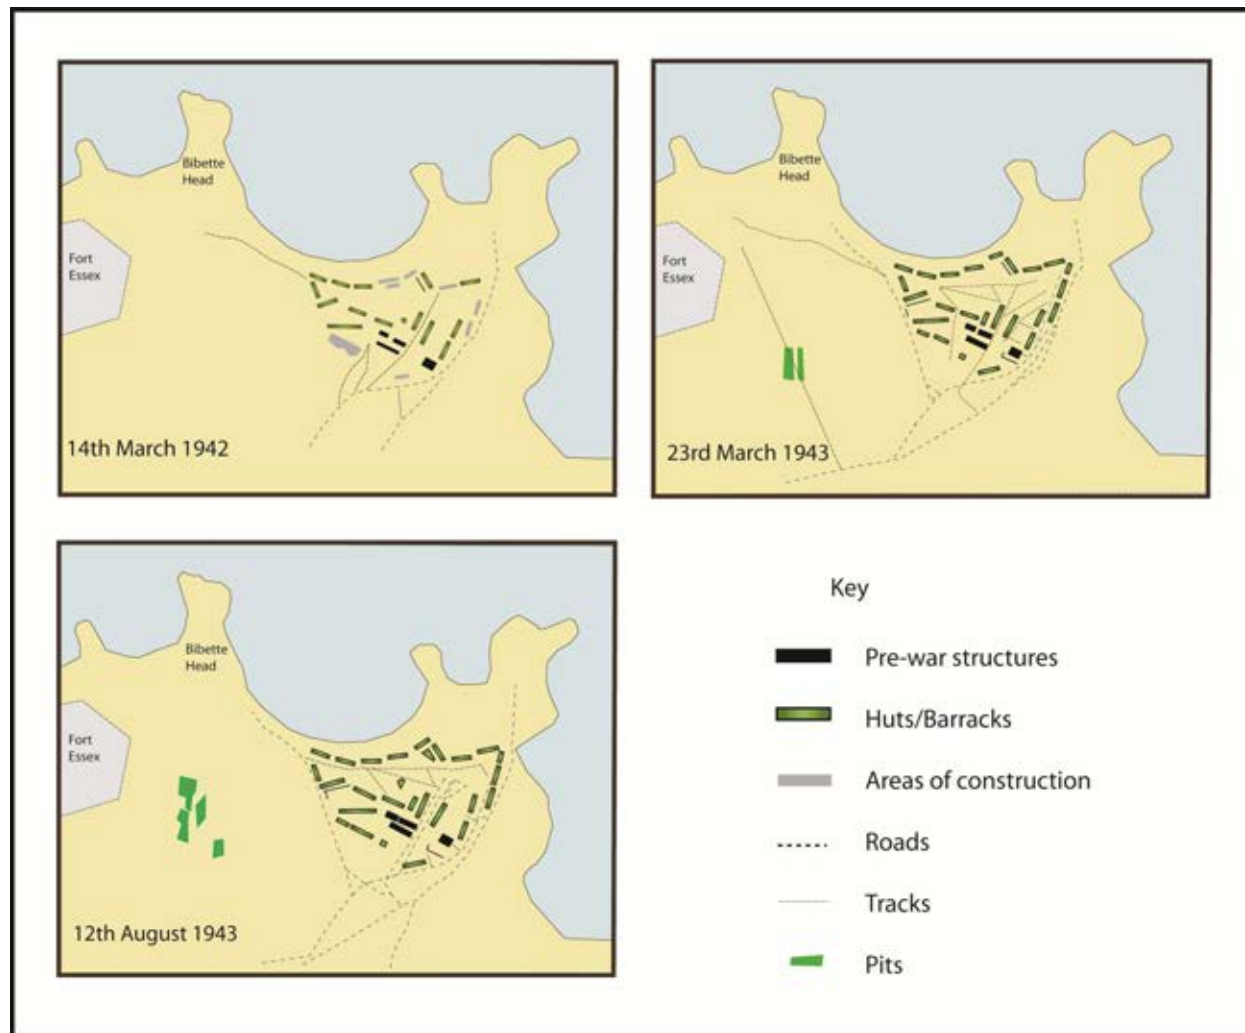 Bibette
Head
Fort
Essex
14th March 1942
Bibette
Head
Fort
Essex
23rd March 1943
Bibette
Head
Fort
Essex
12th August 1943
Key
Pre-war structures
Huts/Barracks
Areas of construction
Roads
Tracks
Pits